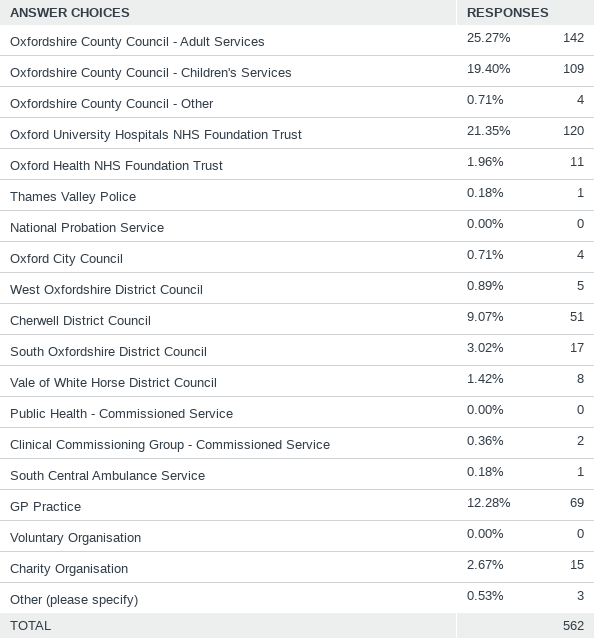 ANSWER CHOICES RESPONSES
Oxfordshire County Council - Adult Services 25.27% 142
Oxfordshire County Council - Children's Services 19.40% 109
Oxfordshire County Council - Other 0.71% 4
Oxford University Hospitals NHS Foundation Trust 21.35% 120
Oxford Health NHS Foundation Trust 1.96% 11
Thames Valley Police 0.18% 1
National Probation Service 0.00% 0
Oxford City Council 0.71% 4
West Oxfordshire District Council 0.89% 5
Cherwell District Council 9.07% 51
South Oxfordshire District Council 3.02% 17
Vale of White Horse District Council 1.42% 8
Public Health - Commissioned Service 0.00% 0
Clinical Commissioning Group - Commissioned Service 0.36% 2
South Central Ambulance Service 0.18% 1
GP Practice 12.28% 69
Voluntary Organisation 0.00% 0
Charity Organisation 2.67% 15
Other (please specify) 0.53% 3
TOTAL 562